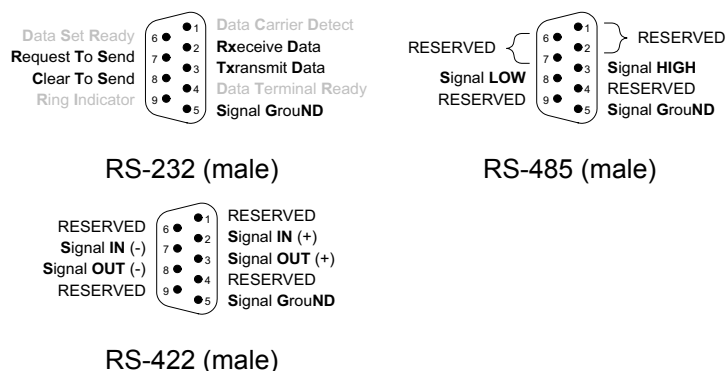 Data Set Ready
Request To Send
Clear To Send
Ring Indicator
6
7
8
9
1
2
3
4
5
Data Carrier Detect
Rxeceive Data
Txransmit Data
Data Terminal Ready
Signal GrouND
RS-232 (male)
RESERVED
Signal LOW
RESERVED
6
7
8
9
1
2
3
4
5
RESERVED
Signal HIGH
RESERVED
Signal GrouND
RS-485 (male)
RESERVED
Signal IN (-)
Signal OUT (-)
RESERVED
6
7
8
9
1
2
3
4
5
RESERVED
Signal IN (+)
Signal OUT (+)
RESERVED
Signal GrouND
RS-422 (male)